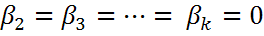 β₂ = β₃ = ⋯ = βₖ = 0